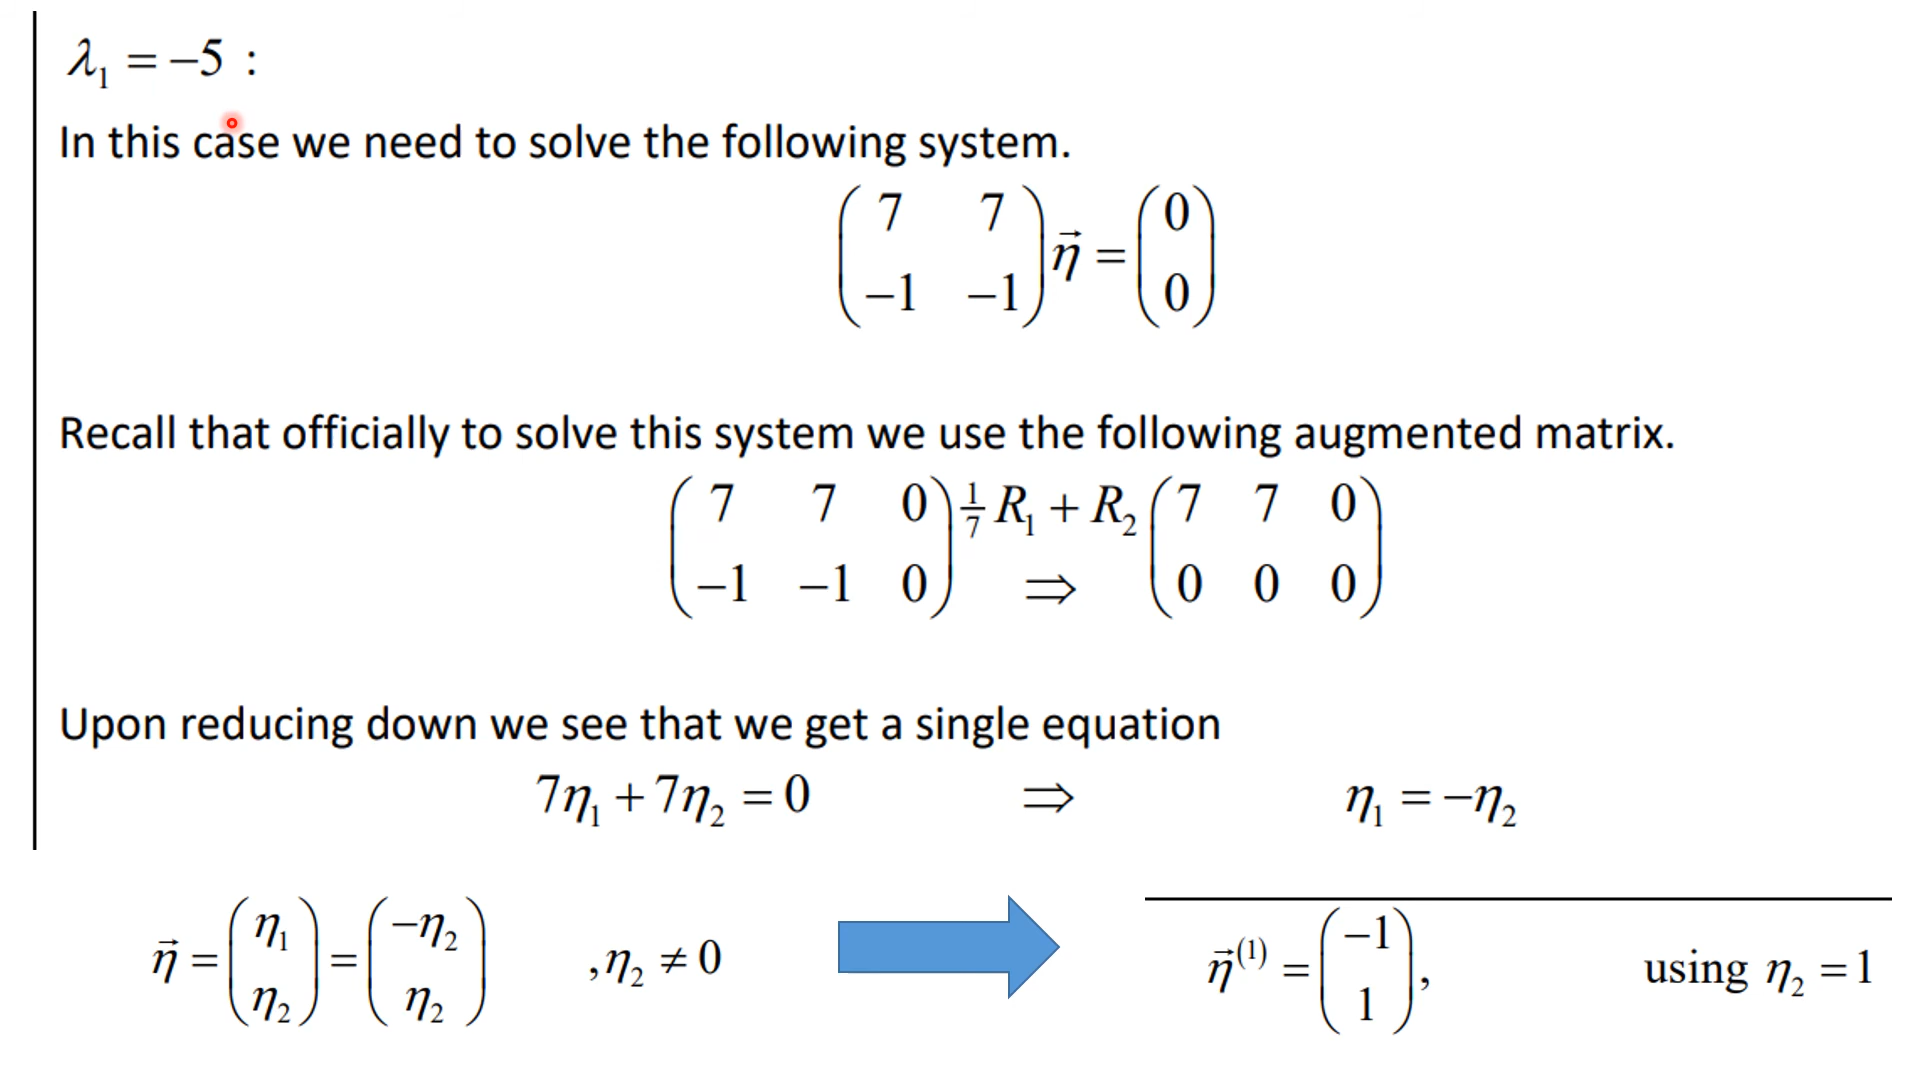 λ₁ = −5 :
In this case we need to solve the following system.
( 7 7 ; −1 −1 ) η⃗ = ( 0 ; 0 )
Recall that officially to solve this system we use the following augmented matrix.
( 7 7 0 ; −1 −1 0 ) 1/7 R₁ + R₂ ⇒ ( 7 7 0 ; 0 0 0 )
Upon reducing down we see that we get a single equation
7η₁ + 7η₂ = 0 ⇒ η₁ = −η₂
η⃗ = ( η₁ ; η₂ ) = ( −η₂ ; η₂ ) , η₂ ≠ 0
η⃗⁽¹⁾ = ( −1 ; 1 ), using η₂ = 1